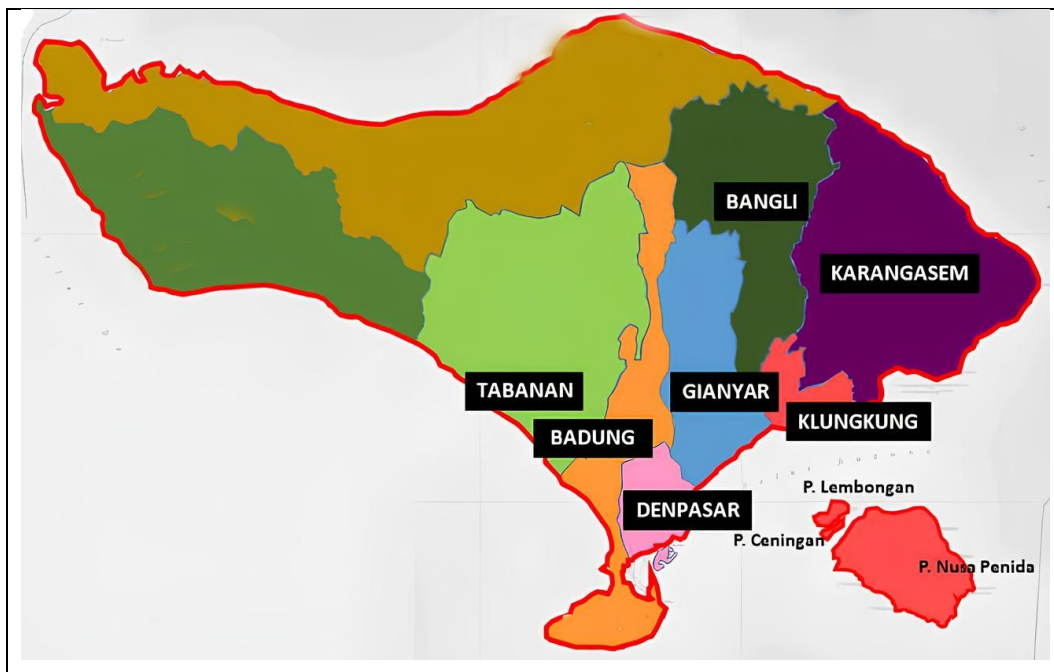 BANGLI
KARANGASEM
TABANAN
GIANYAR
BADUNG
KLUNGKUNG
P. Lembongan
DENPASAR
P. Ceningan
P. Nusa Penida